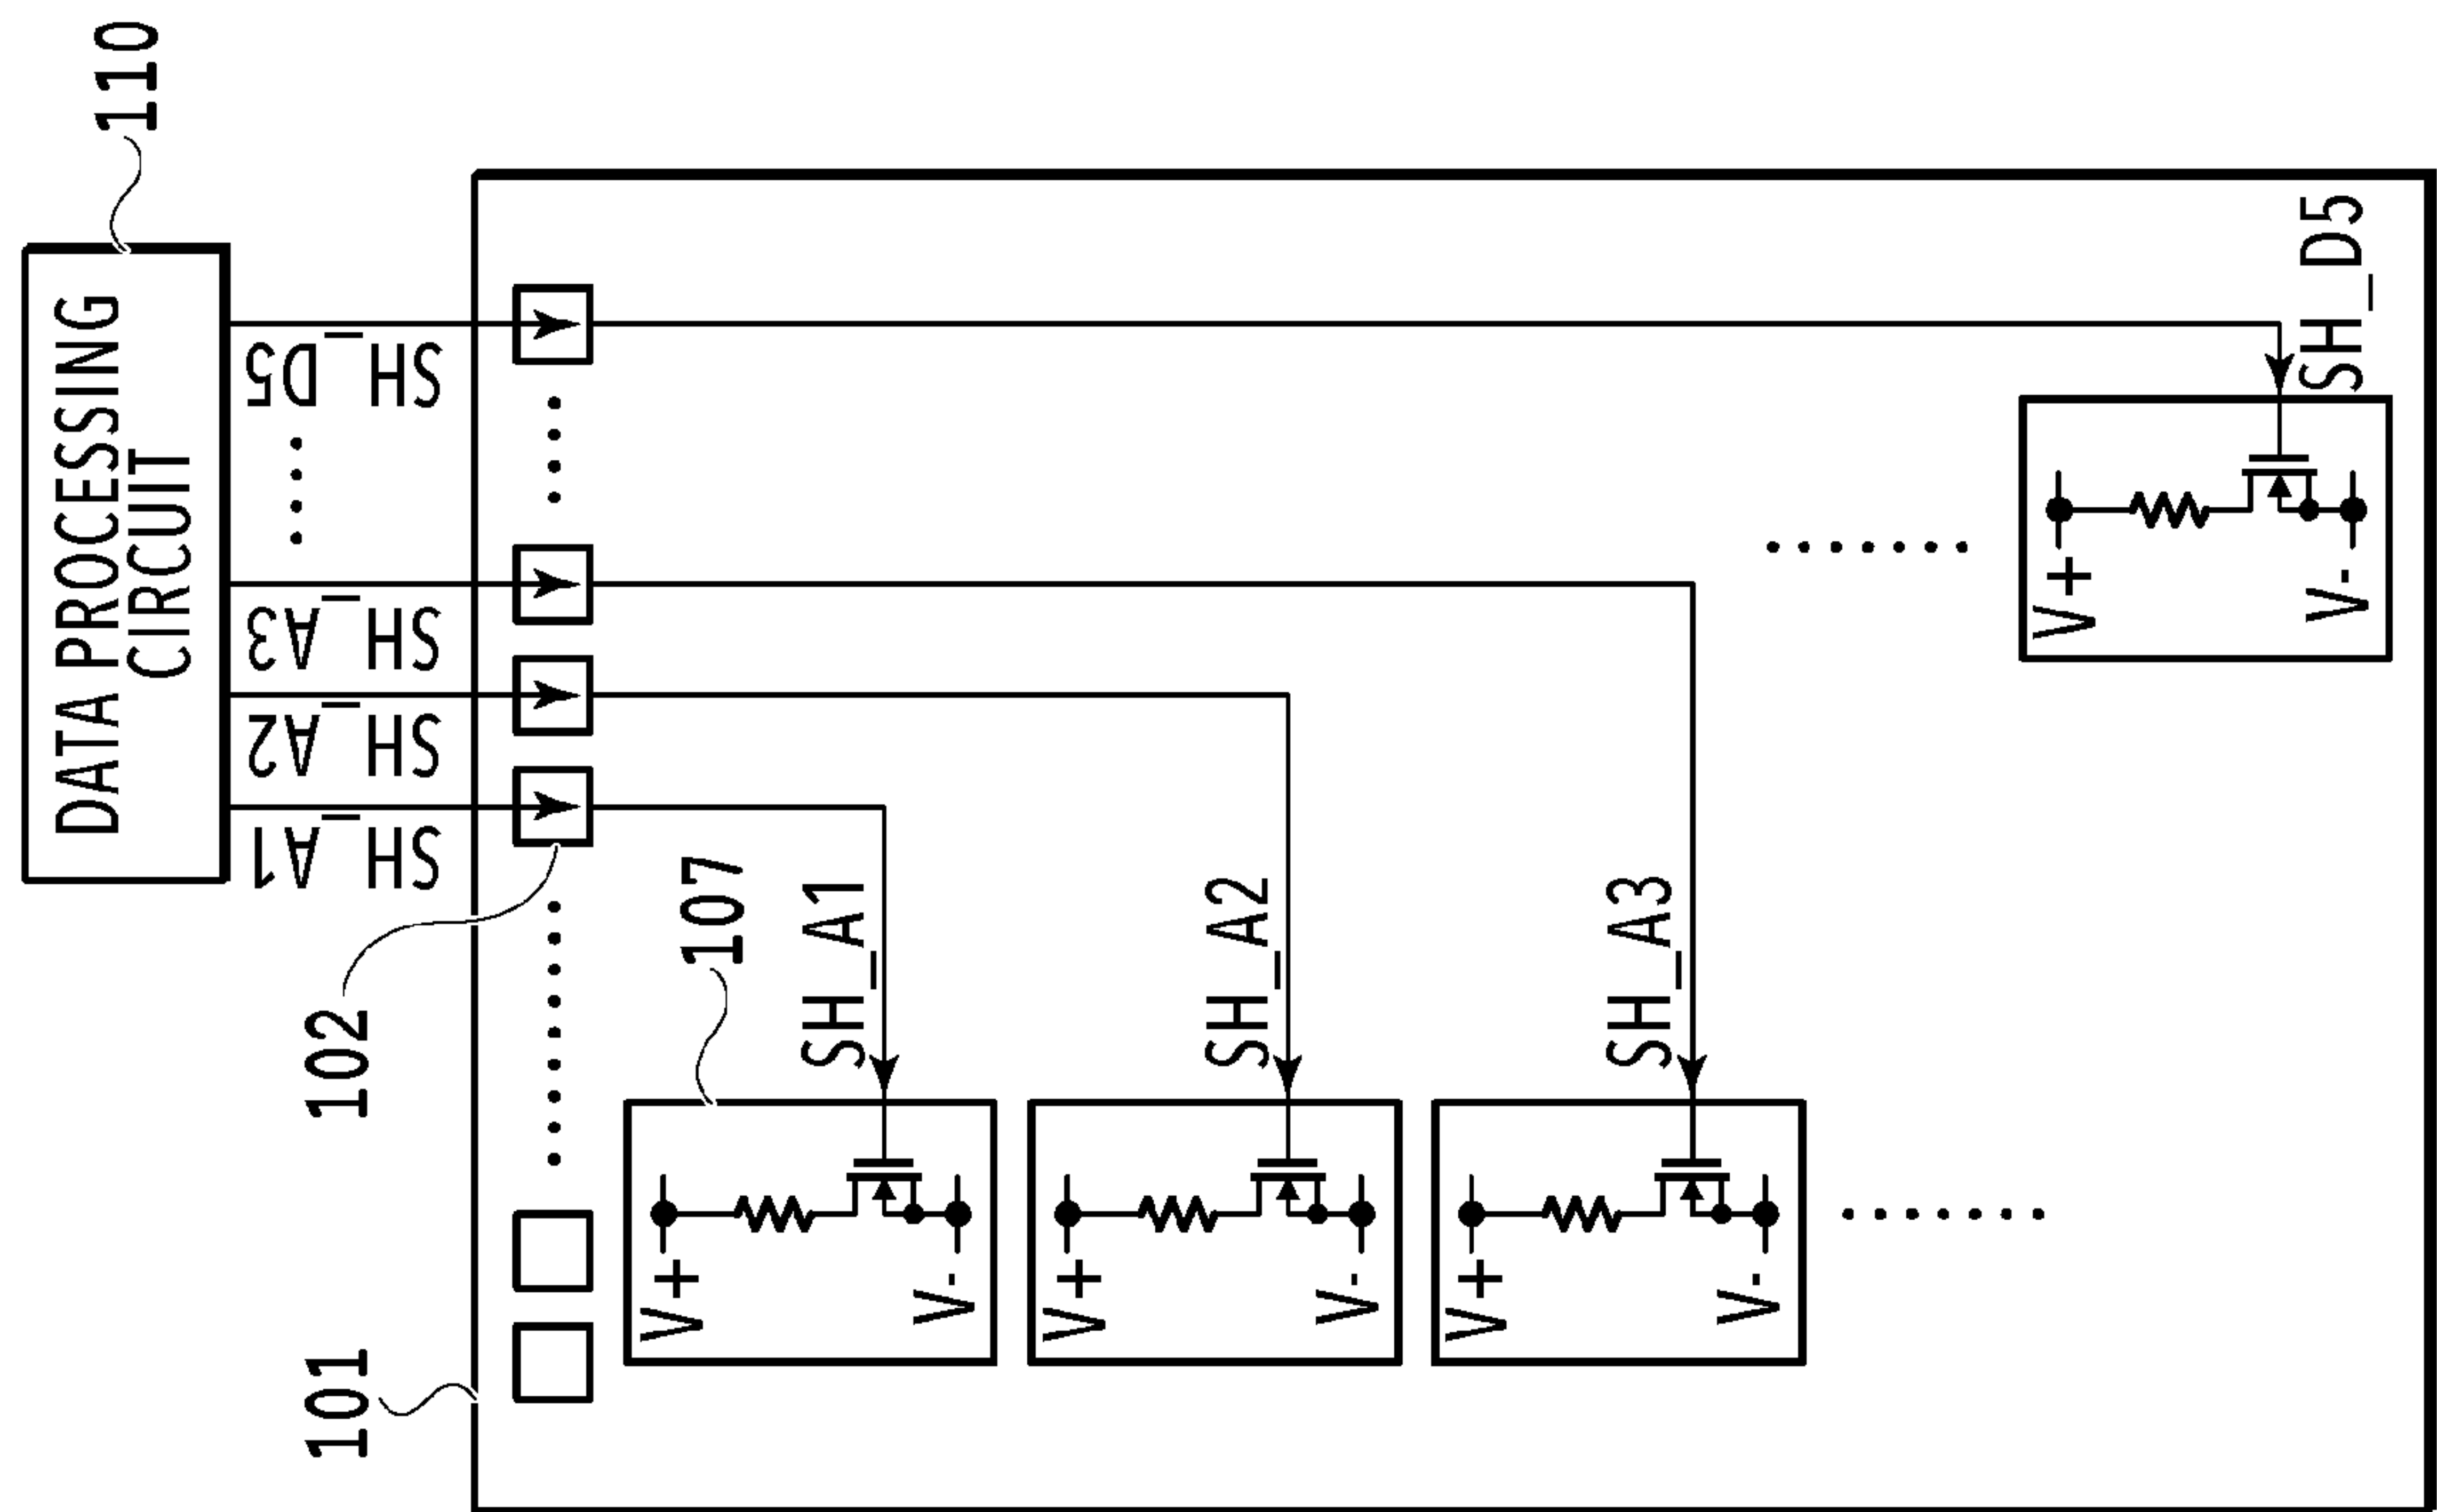 110
DATA PROCESSING
CIRCUIT
SH_A1
SH_A2
SH_A3
SH_D5
102
101
107
SH_A1
V+
V-
SH_A2
V+
V-
SH_A3
V+
V-
SH_D5
V+
V-